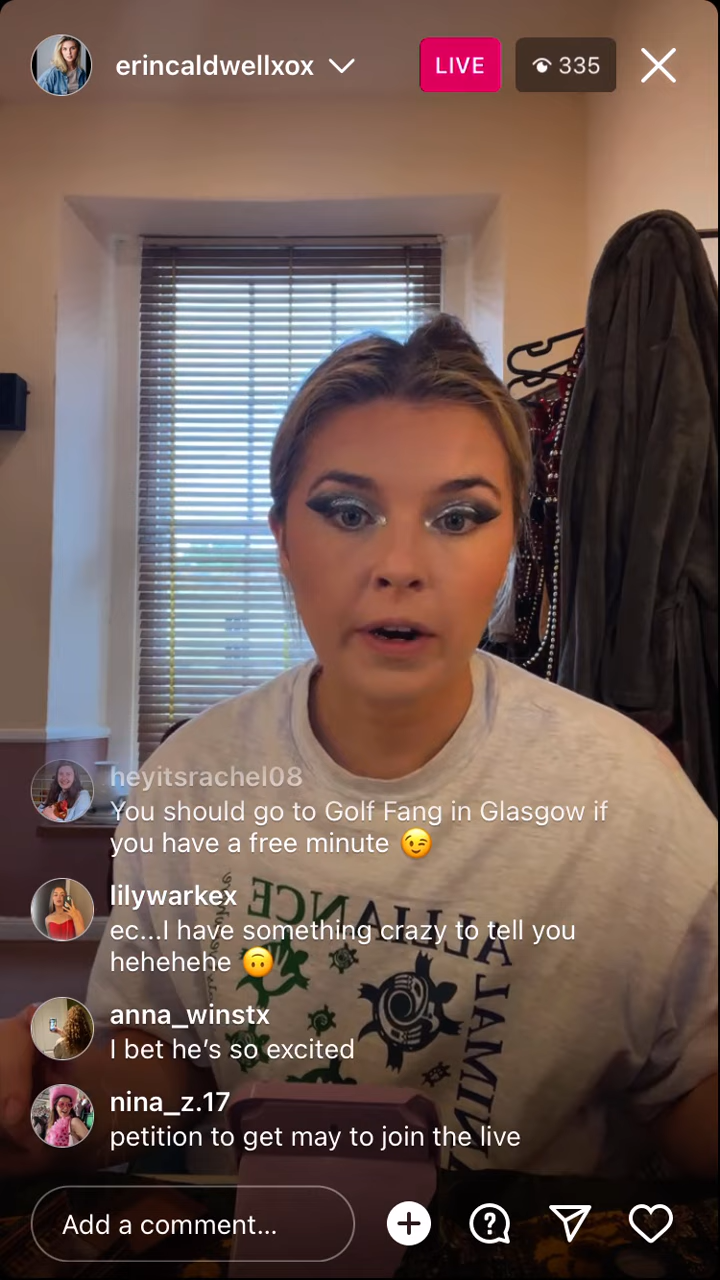 erincaldwellxox
LIVE
335
heyitsrachel08
You should go to Golf Fang in Glasgow if
you have a free minute 😉
lilywarkex
ec...I have something crazy to tell you
hehehehe 🙃
anna_winstx
I bet he's so excited
nina_z.17
petition to get may to join the live
Add a comment...
ALLIANCE
ANIMAL